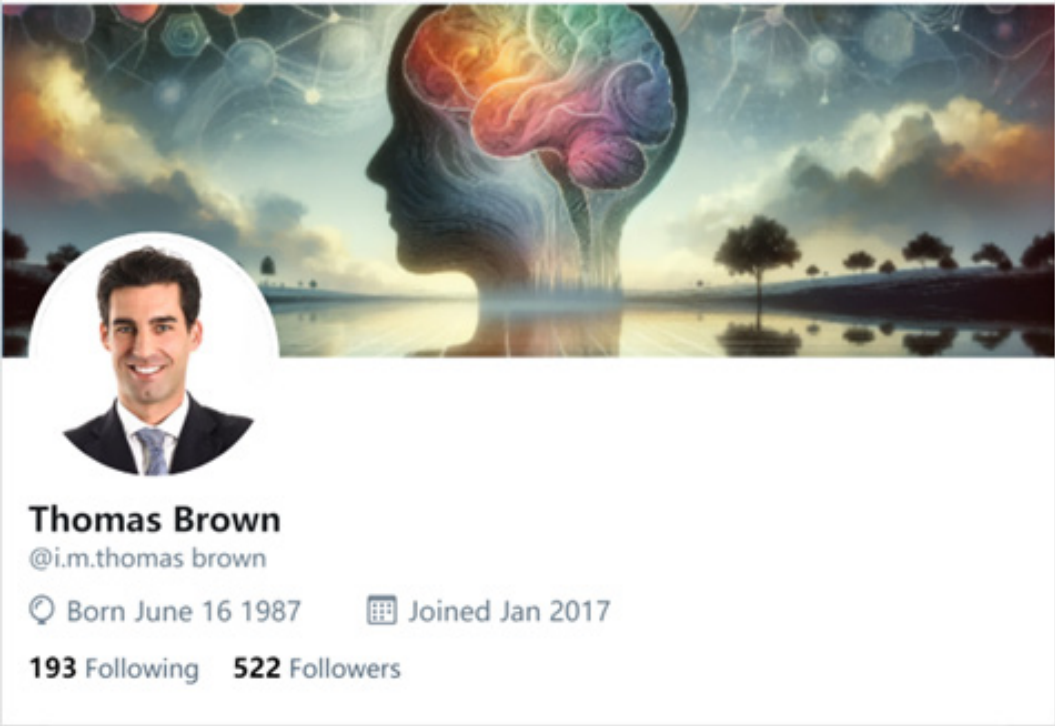 Thomas Brown
@i.m.thomas brown
Born June 16 1987 Joined Jan 2017
193 Following 522 Followers